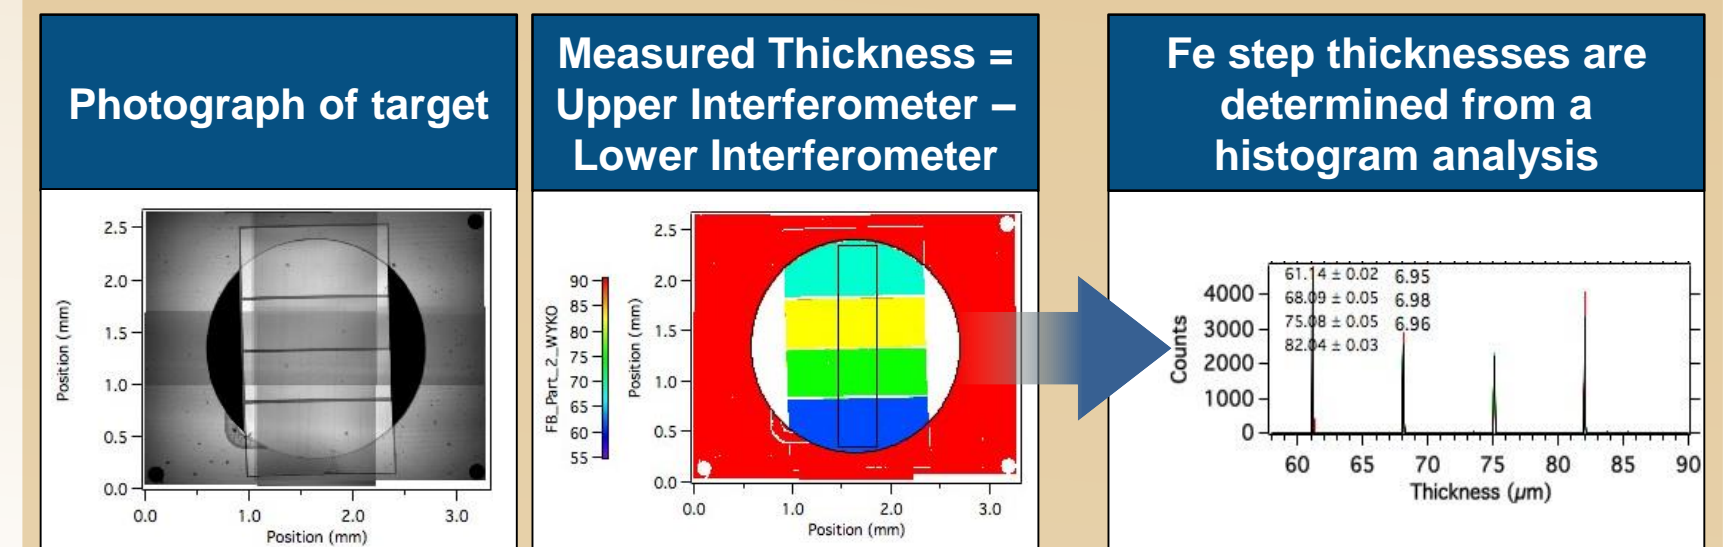 Photograph of target
Measured Thickness =
Upper Interferometer –
Lower Interferometer
Fe step thicknesses are
determined from a
histogram analysis
2.5
2.0
1.5
1.0
0.5
0.0
Position (mm)
0.0 1.0 2.0 3.0
Position (mm)
90
85
80
75
70
65
60
55
FB_Part_2_WYKO
2.5
2.0
1.5
1.0
0.5
0.0
Position (mm)
0.0 1.0 2.0 3.0
Position (mm)
61.14 ± 0.02 6.95
68.09 ± 0.05 6.98
75.08 ± 0.05 6.96
82.04 ± 0.03
4000
3000
2000
1000
0
Counts
60 65 70 75 80 85 90
Thickness (μm)